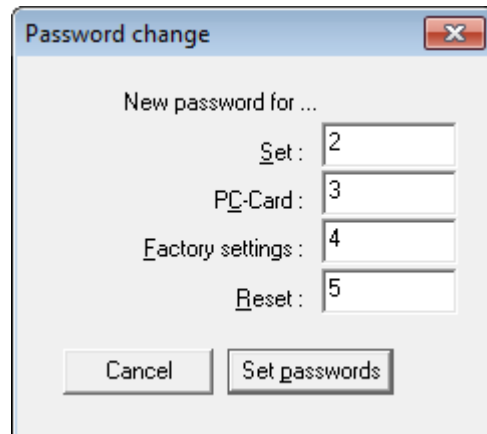 Password change
New password for ...
Set : 2
PC-Card : 3
Factory settings : 4
Reset : 5
Cancel Set passwords